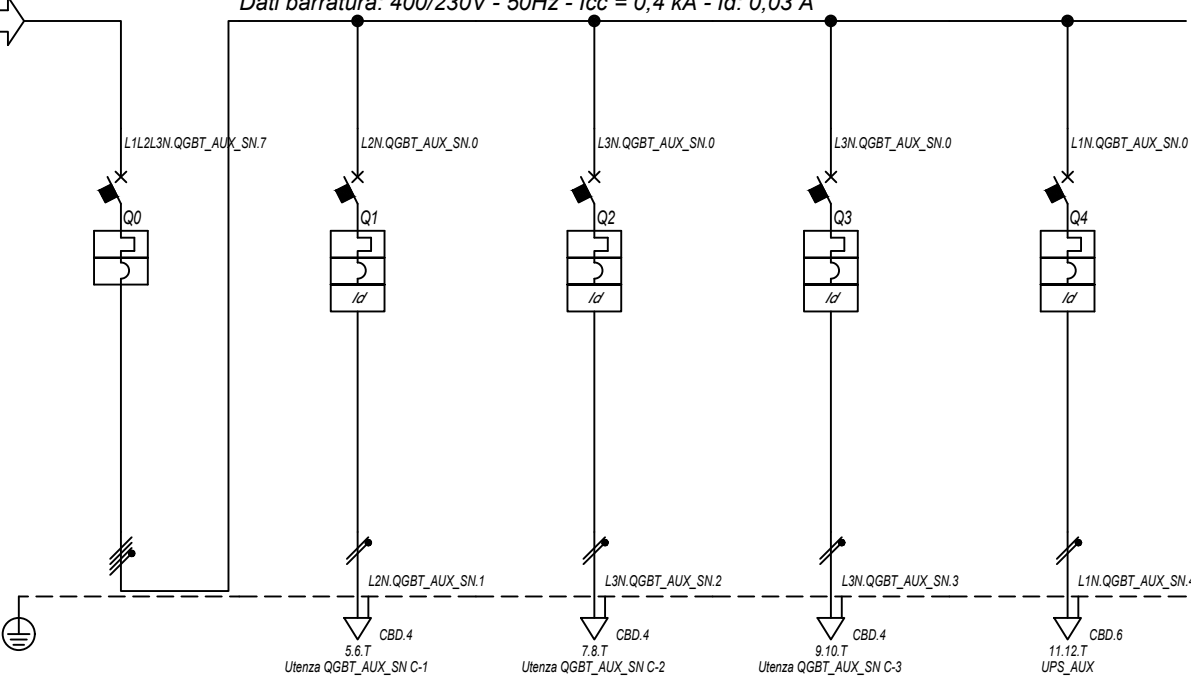 Dati barratura: 400/230V - 50Hz - Icc = 0,4 kA - Id: 0,03 A
L1L2L3N.QGBT_AUX_SN.7
L2N.QGBT_AUX_SN.0
L3N.QGBT_AUX_SN.0
L3N.QGBT_AUX_SN.0
L1N.QGBT_AUX_SN.0
Q0
Q1
Q2
Q3
Q4
Id
Id
Id
Id
L2N.QGBT_AUX_SN.1
L3N.QGBT_AUX_SN.2
L3N.QGBT_AUX_SN.3
L1N.QGBT_AUX_SN.4
CBD.4
CBD.4
CBD.4
CBD.6
5.6.T
Utenza QGBT_AUX_SN C-1
7.8.T
Utenza QGBT_AUX_SN C-2
9.10.T
Utenza QGBT_AUX_SN C-3
11.12.T
UPS_AUX